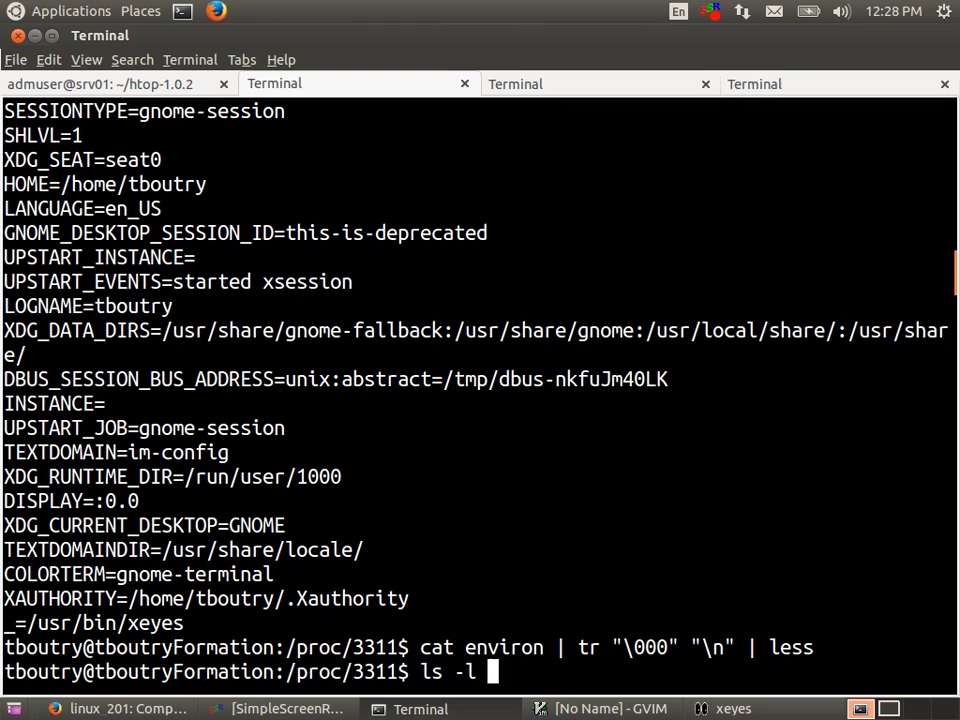 Applications Places En 12:28 PM
Terminal
File Edit View Search Terminal Tabs Help
admuser@srv01: ~/htop-1.0.2 Terminal Terminal Terminal
SESSIONTYPE=gnome-session
SHLVL=1
XDG_SEAT=seat0
HOME=/home/tboutry
LANGUAGE=en_US
GNOME_DESKTOP_SESSION_ID=this-is-deprecated
UPSTART_INSTANCE=
UPSTART_EVENTS=started xsession
LOGNAME=tboutry
XDG_DATA_DIRS=/usr/share/gnome-fallback:/usr/share/gnome:/usr/local/share/:/usr/shar
e/
DBUS_SESSION_BUS_ADDRESS=unix:abstract=/tmp/dbus-nkfuJm40LK
INSTANCE=
UPSTART_JOB=gnome-session
TEXTDOMAIN=im-config
XDG_RUNTIME_DIR=/run/user/1000
DISPLAY=:0.0
XDG_CURRENT_DESKTOP=GNOME
TEXTDOMAINDIR=/usr/share/locale/
COLORTERM=gnome-terminal
XAUTHORITY=/home/tboutry/.Xauthority
_=/usr/bin/xeyes
tboutry@tboutryFormation:/proc/3311$ cat environ | tr "\000" "\n" | less
tboutry@tboutryFormation:/proc/3311$ ls -l
linux_201: Comp... [SimpleScreenR... Terminal [No Name] - GVIM xeyes